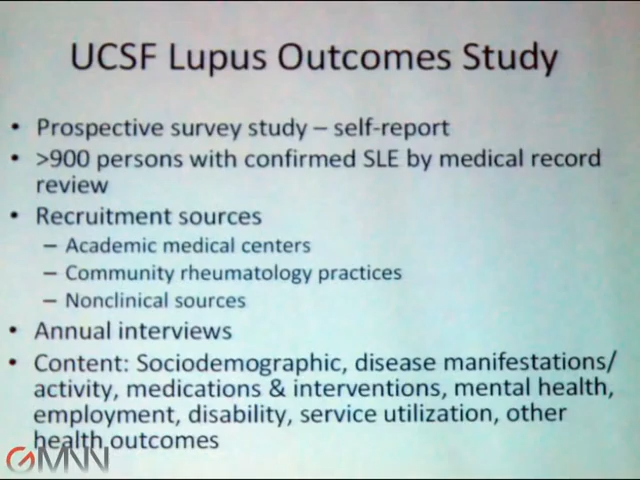 UCSF Lupus Outcomes Study
• Prospective survey study – self-report
• >900 persons with confirmed SLE by medical record
review
• Recruitment sources
– Academic medical centers
– Community rheumatology practices
– Nonclinical sources
• Annual interviews
• Content: Sociodemographic, disease manifestations/
activity, medications & interventions, mental health,
employment, disability, service utilization, other
health outcomes
GMNN